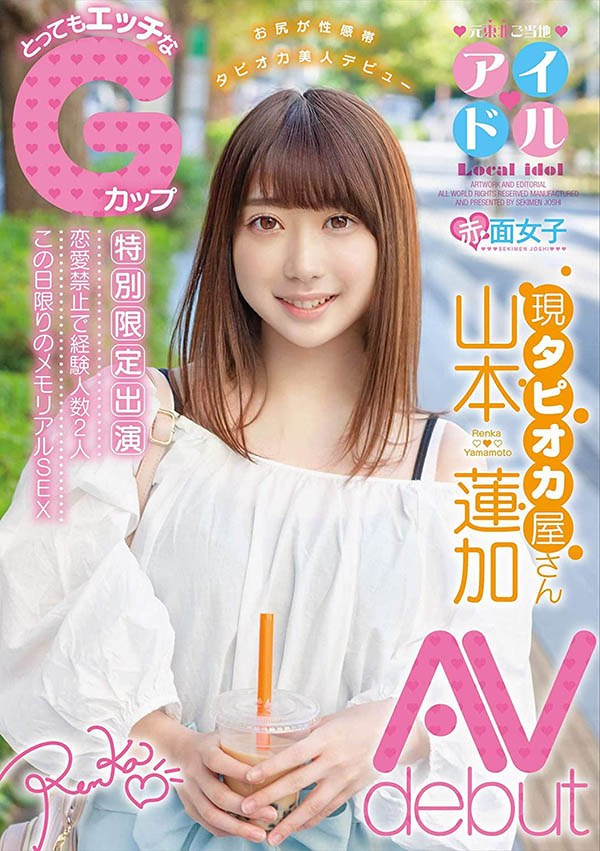 とってもエッチな
Gカップ
お尻が性感帯
タピオカ美人デビュー
元東北ご当地
アイドル
Local idol
ARTWORK AND EDITORIAL
ALL WORLD RIGHTS RESERVED MANUFACTURED
AND PRESENTED BY SEKIMEN JOSHI
赤面女子
SEKIMEN JOSHI
特別限定出演
恋愛禁止で経験人数2人
この日限りのメモリアルSEX
現タピオカ屋さん
山本蓮加
Renka
Yamamoto
AV
debut
Renka